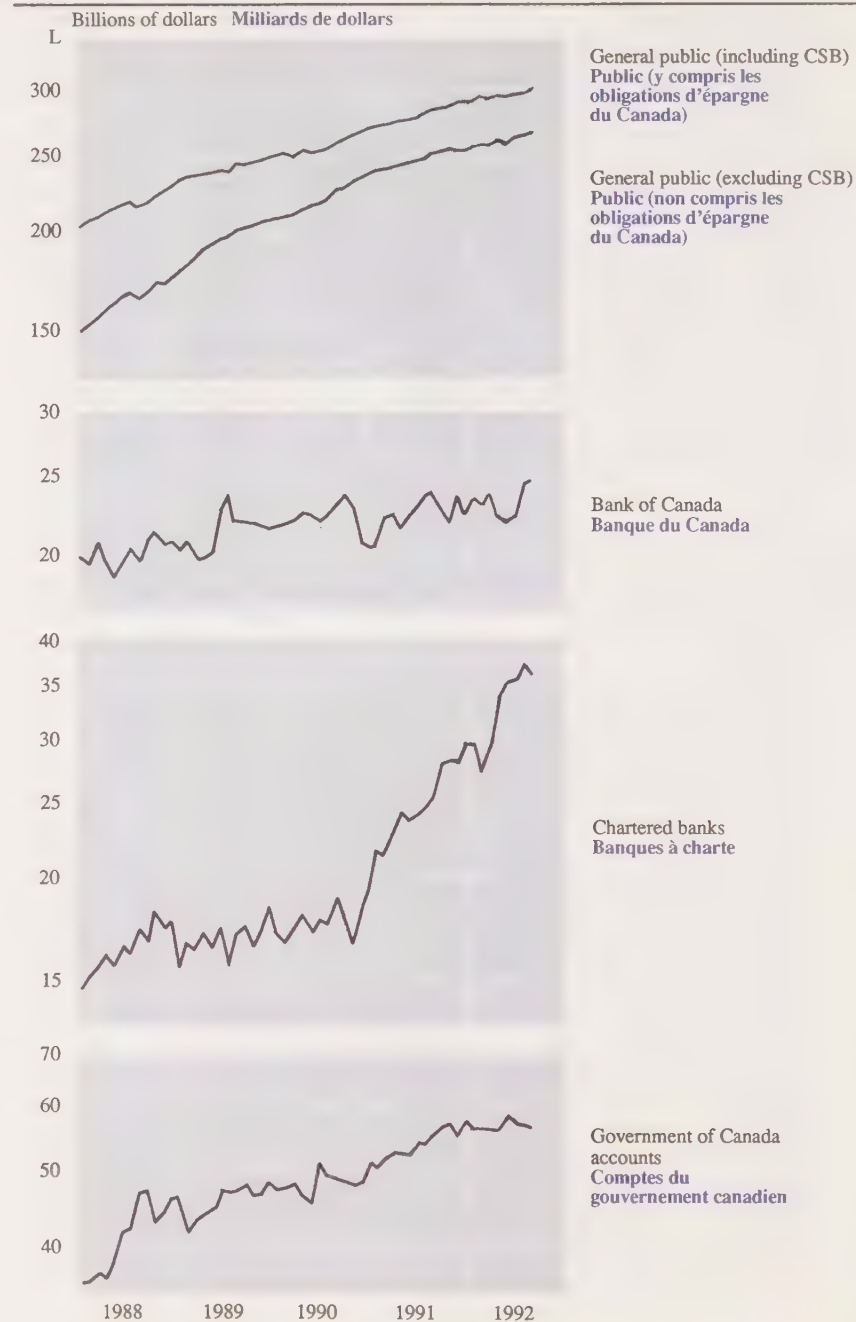 Billions of dollars Milliards de dollars
L
300
250
200
150
General public (including CSB)
Public (y compris les
obligations d'épargne
du Canada)
General public (excluding CSB)
Public (non compris les
obligations d'épargne
du Canada)
30
25
20
Bank of Canada
Banque du Canada
40
35
30
25
20
15
Chartered banks
Banques à charte
70
60
50
40
Government of Canada
accounts
Comptes du
gouvernement canadien
1988 1989 1990 1991 1992